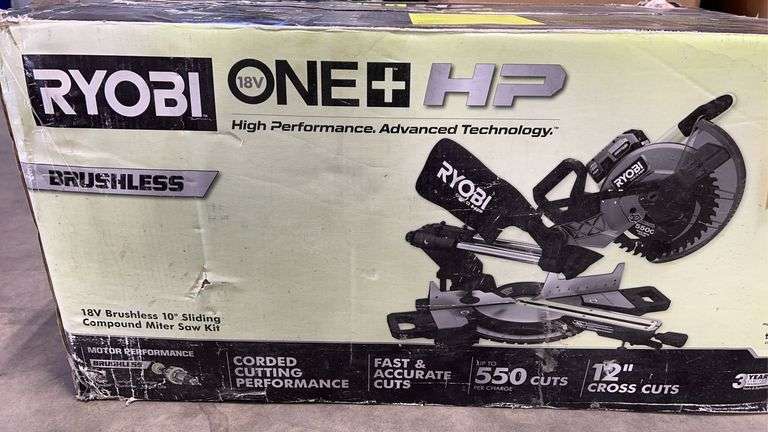 RYOBI
18V ONE+ HP
High Performance. Advanced Technology.™
BRUSHLESS
RYOBI
RYOBI
18V Brushless 10" Sliding
Compound Miter Saw Kit
MOTOR PERFORMANCE
BRUSHLESS
CORDED
CUTTING
PERFORMANCE
FAST &
ACCURATE
CUTS
UP TO
550 CUTS
PER CHARGE
12"
CROSS CUTS
3 YEAR